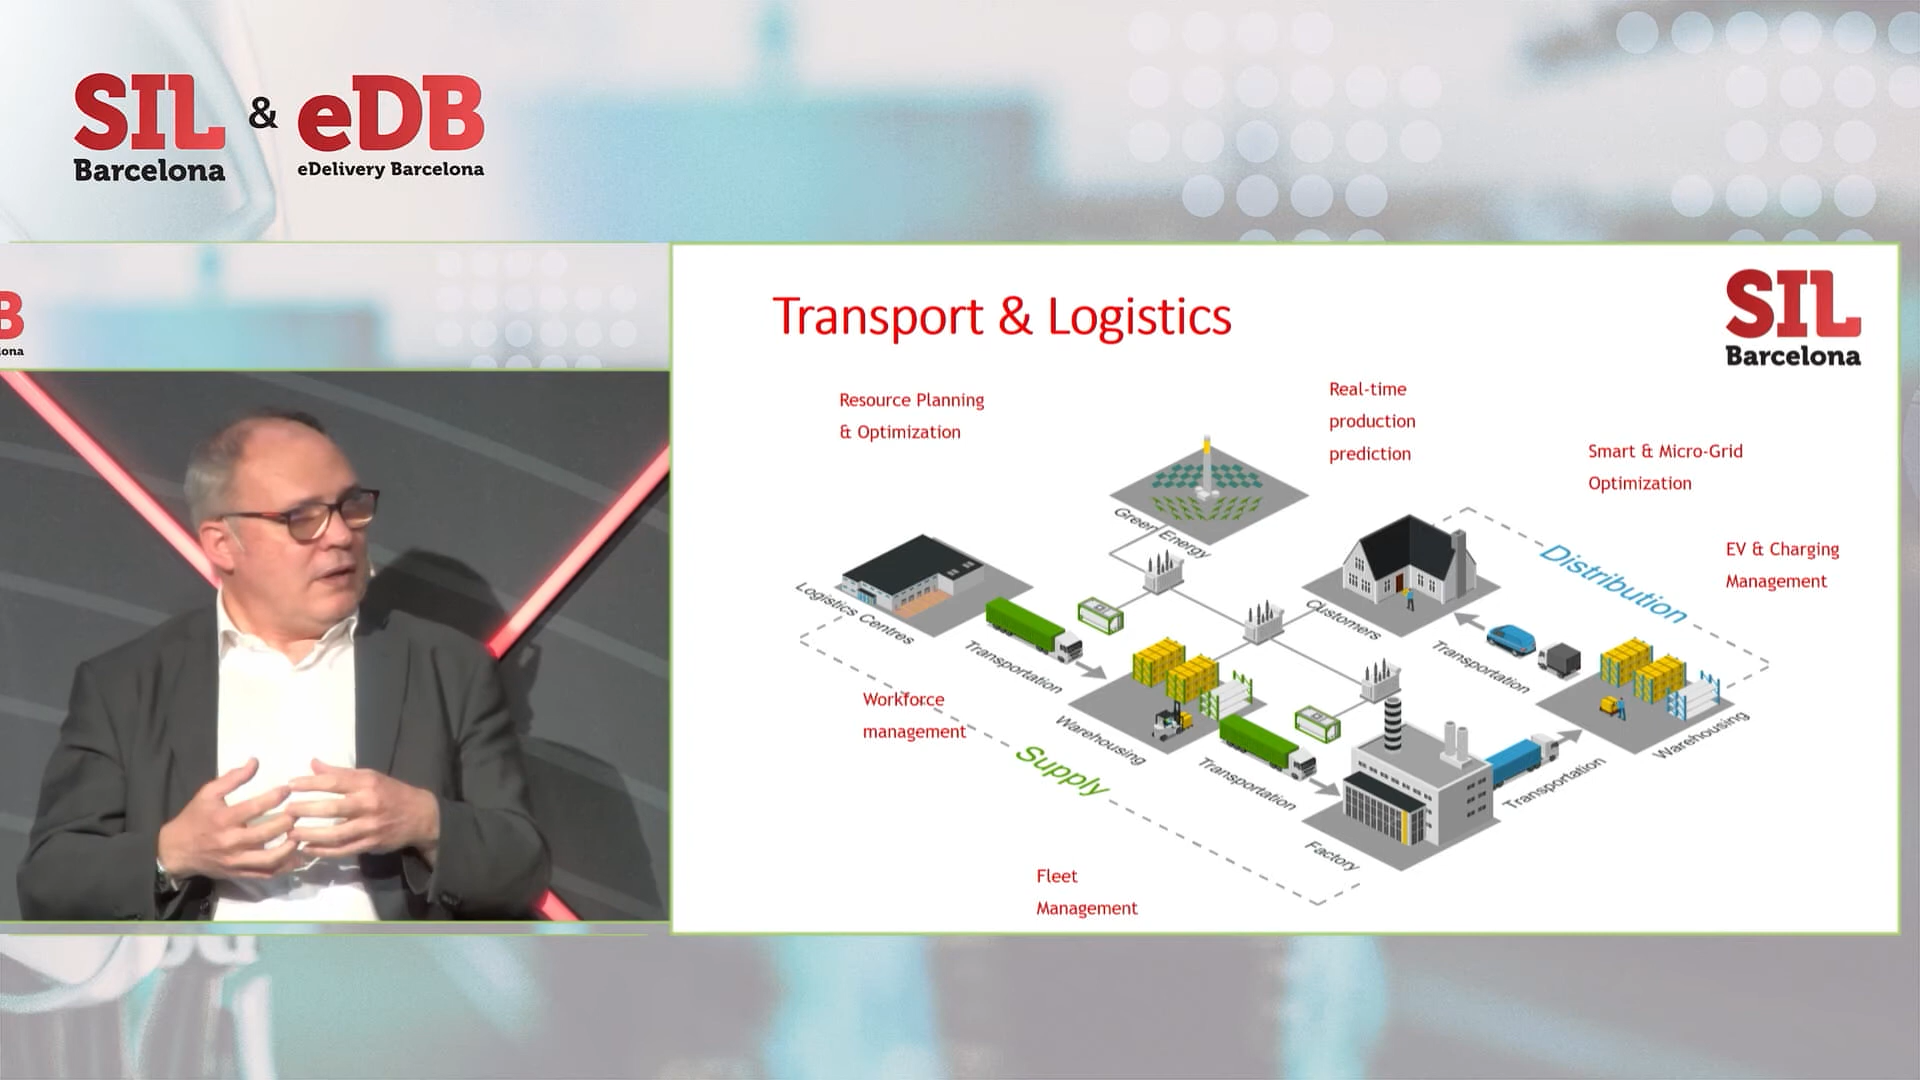 SIL & eDB
Barcelona
eDelivery Barcelona
B
ona
Transport & Logistics
SIL
Barcelona
Resource Planning
& Optimization
Real-time
production
prediction
Smart & Micro-Grid
Optimization
EV & Charging
Management
Green Energy
Logistics Centres
Transportation
Customers
Distribution
Transportation
Workforce
management
Warehousing
Supply
Transportation
Factory
Transportation
Warehousing
Fleet
Management